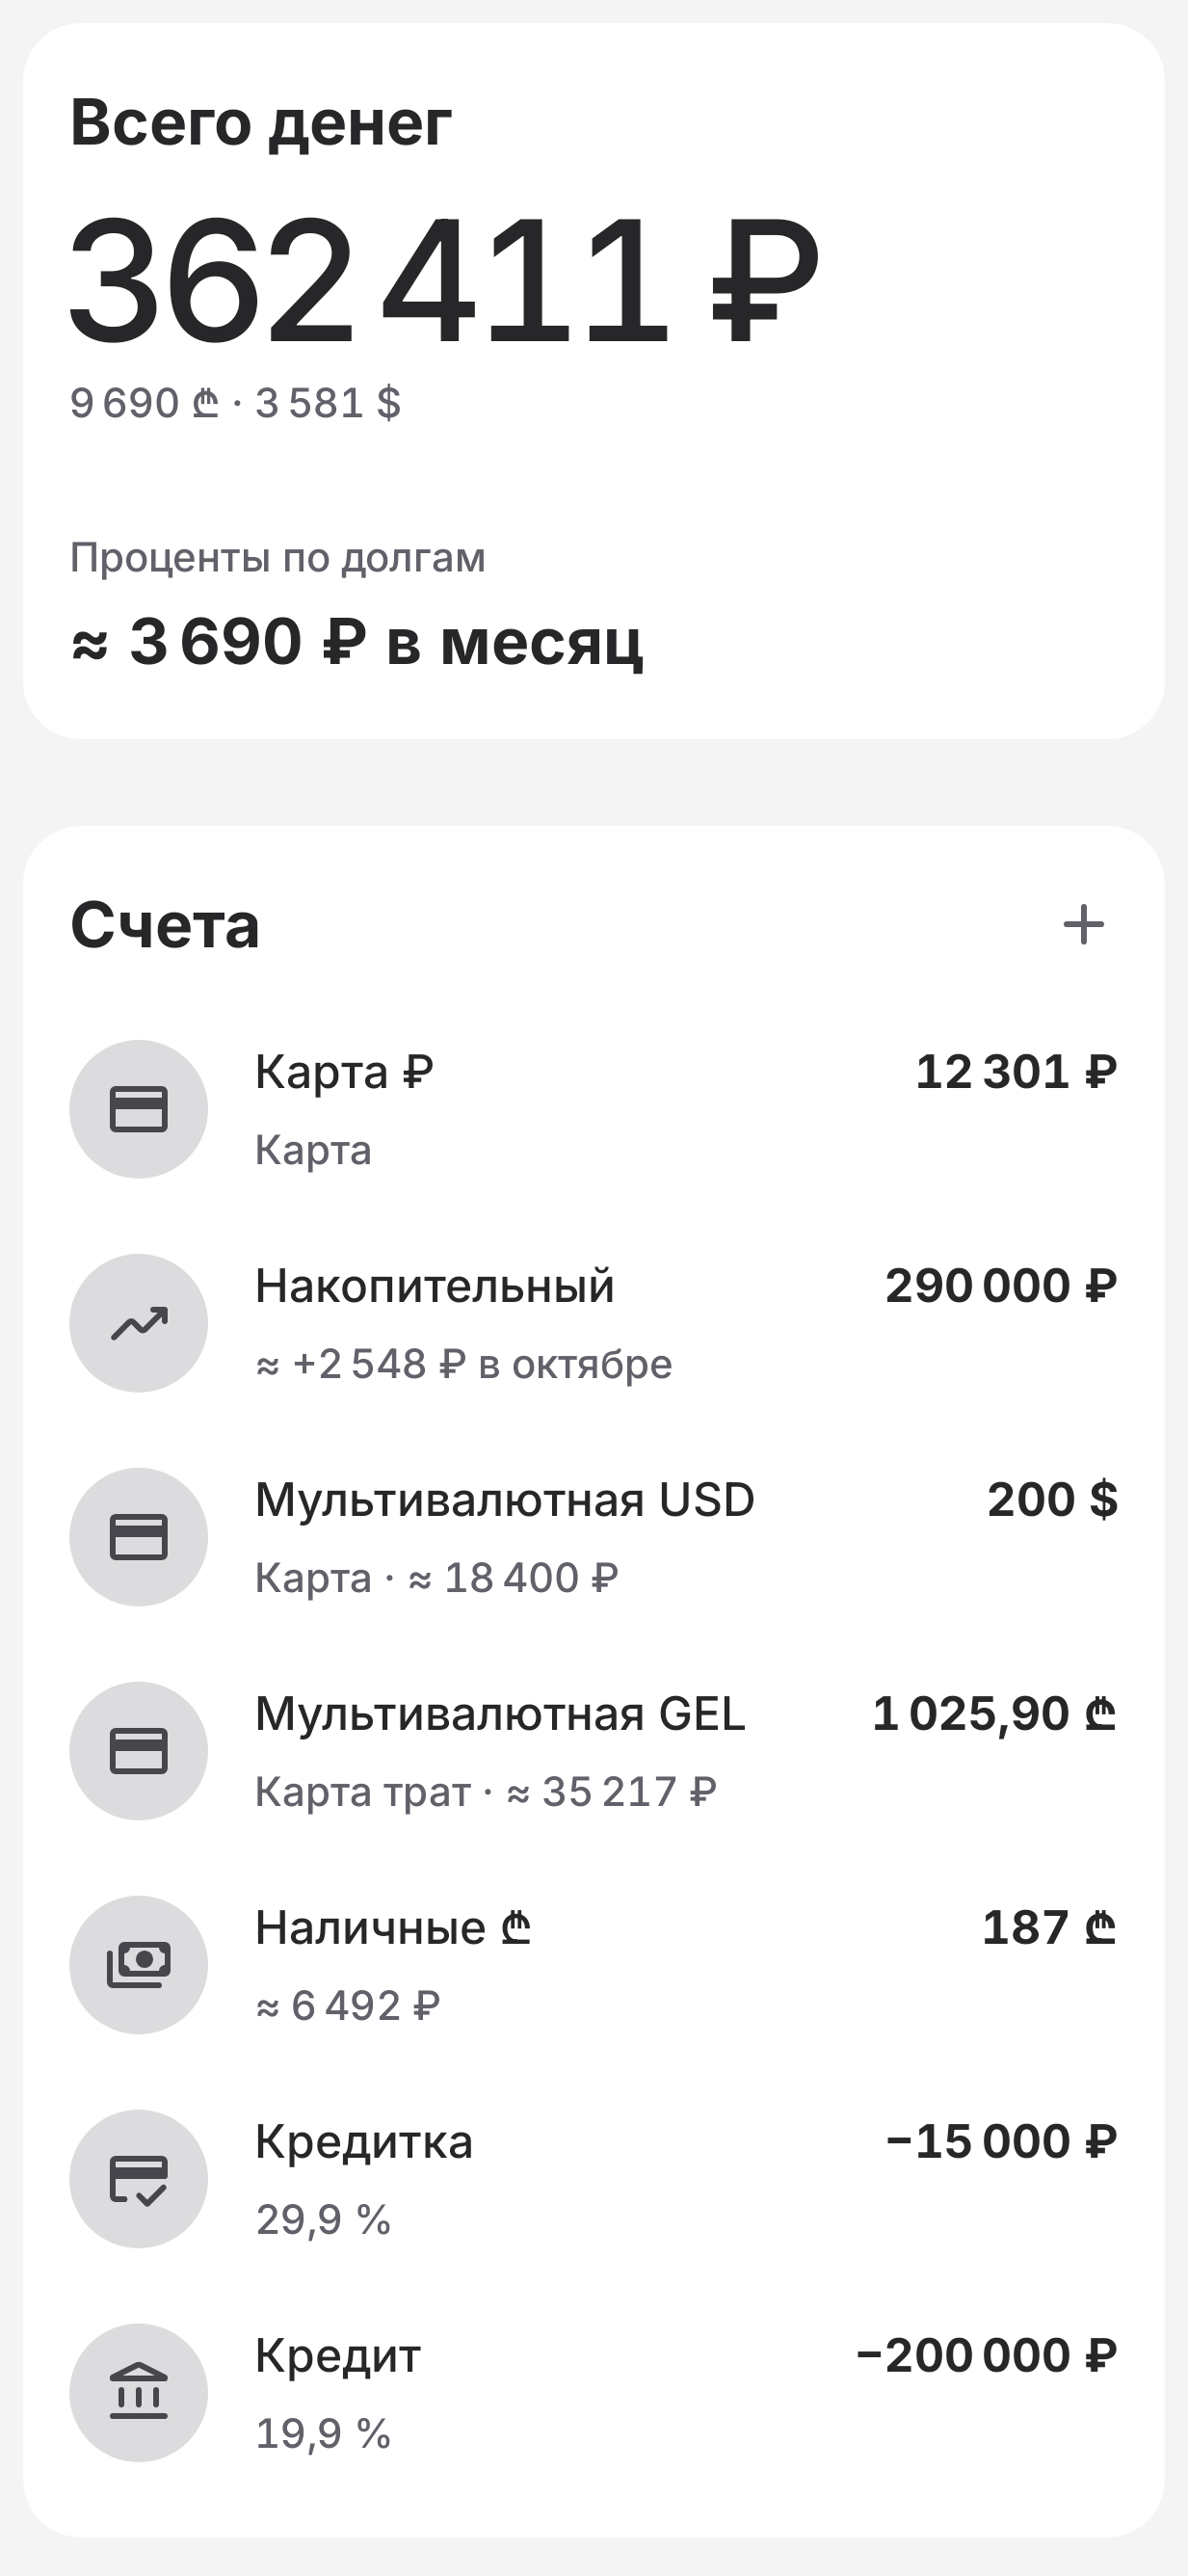 Всего денег
362 411 ₽
9 690 ₾ · 3 581 $
Проценты по долгам
≈ 3 690 ₽ в месяц
Счета
Карта ₽
12 301 ₽
Карта
Накопительный
290 000 ₽
≈ +2 548 ₽ в октябре
Мультивалютная USD
200 $
Карта · ≈ 18 400 ₽
Мультивалютная GEL
1 025,90 ₾
Карта трат · ≈ 35 217 ₽
Наличные ₾
187 ₾
≈ 6 492 ₽
Кредитка
−15 000 ₽
29,9 %
Кредит
−200 000 ₽
19,9 %